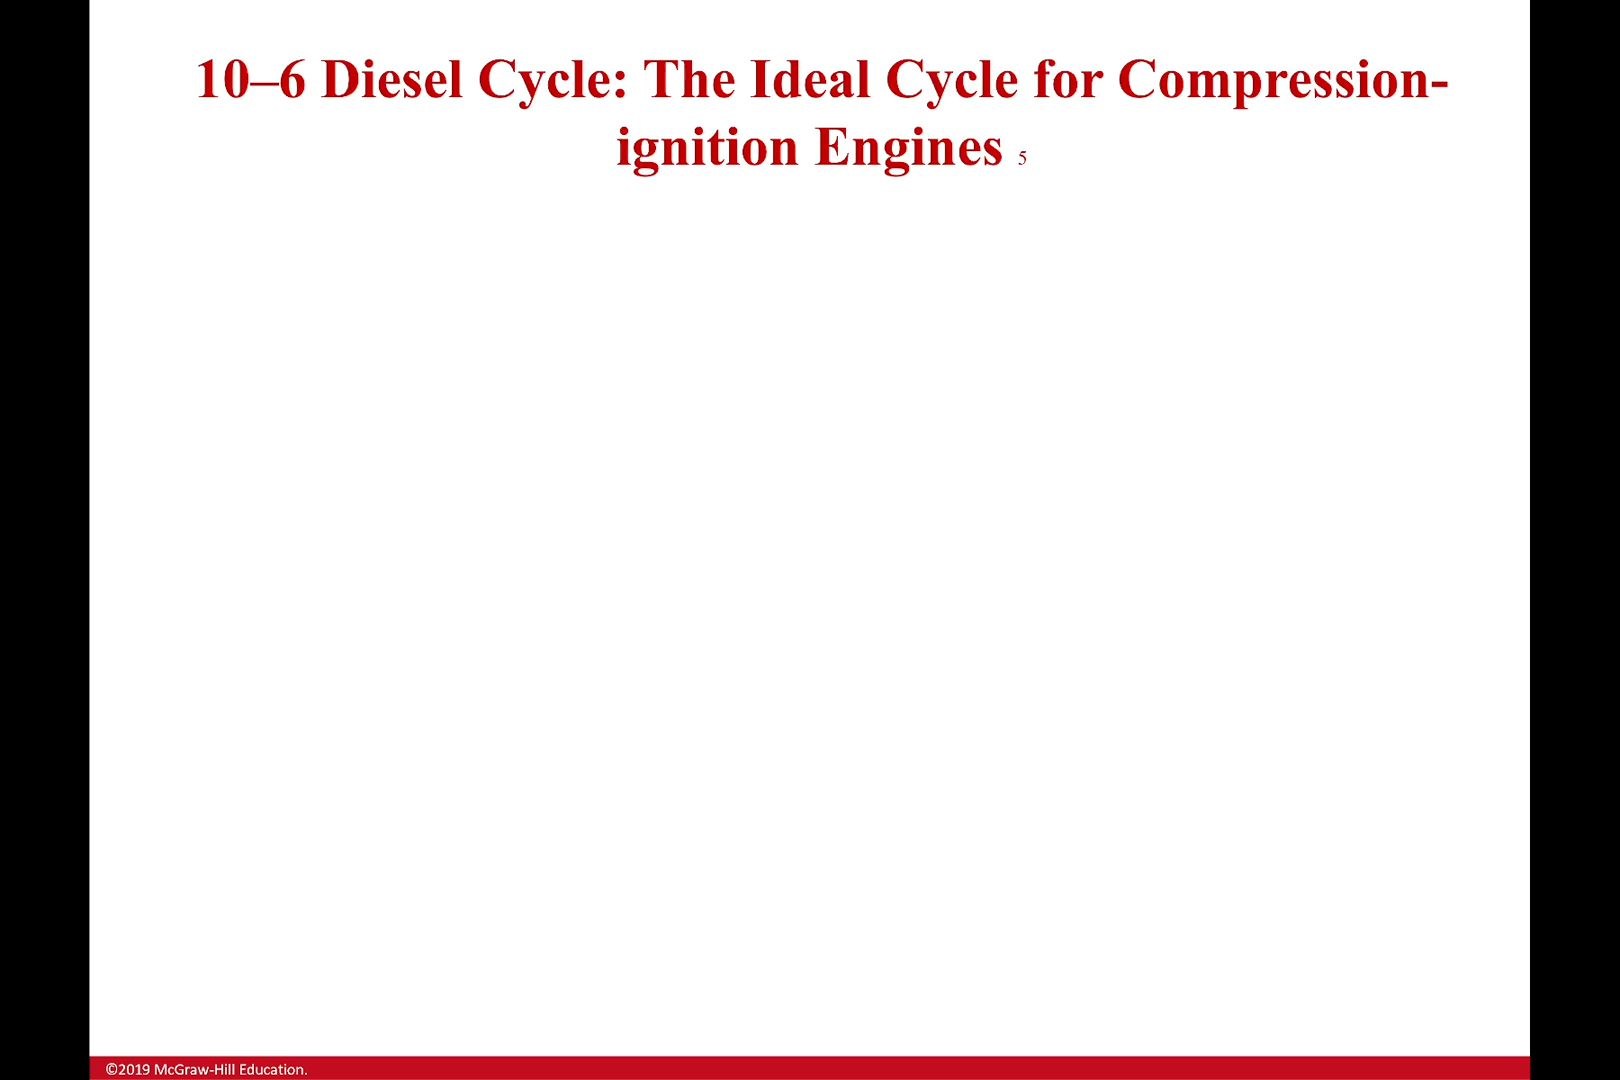 10–6 Diesel Cycle: The Ideal Cycle for Compression-
ignition Engines 5
©2019 McGraw-Hill Education.